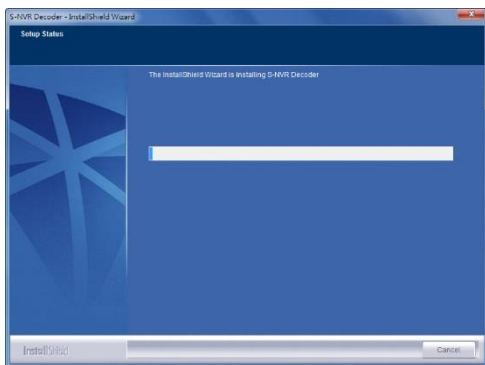 S-NVR Decoder - InstallShield Wizard
Setup Status
The InstallShield Wizard is installing S-NVR Decoder
InstallShield
Cancel